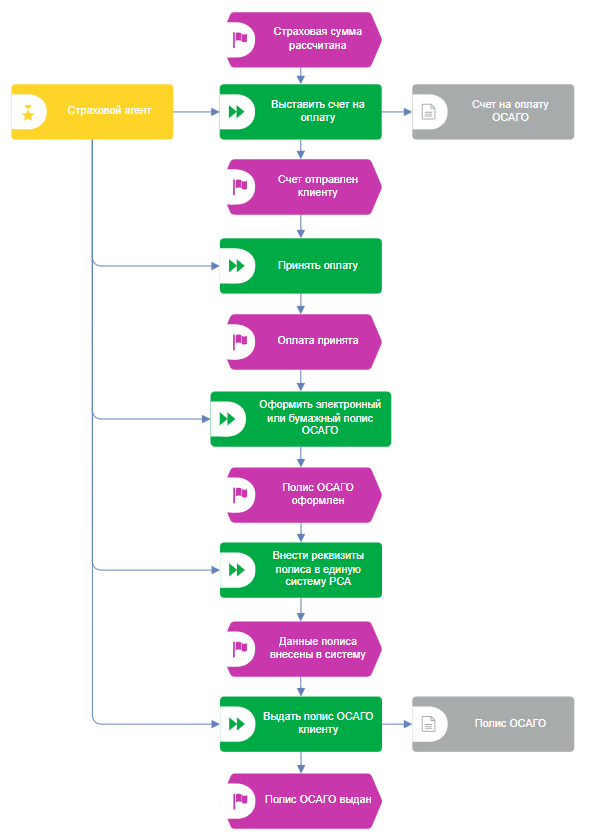 Страховая сумма
рассчитана
Страховой агент
Выставить счет на
оплату
Счет на оплату
ОСАГО
Счет отправлен
клиенту
Принять оплату
Оплата принята
Оформить электронный
или бумажный полис
ОСАГО
Полис ОСАГО
оформлен
Внести реквизиты
полиса в единую
систему РСА
Данные полиса
внесены в систему
Выдать полис ОСАГО
клиенту
Полис ОСАГО
Полис ОСАГО выдан